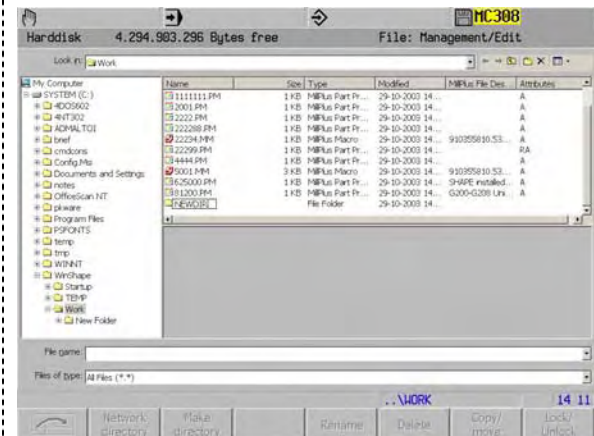 MC308
Harddisk 4.294.983.296 Bytes free File: Management/Edit
Look in: Work
My Computer
SYSTEM (C:)
4DOS602
4NT302
ADMALTOI
bref
cmdcons
Config.Msi
Documents and Settings
notes
OfficeScan NT
pkware
Program Files
PSFONTS
temp
tmp
WINNT
WinShape
Startup
TEMP
Work
New Folder
Name Size Type Modified MillPlus File Des... Attributes
1111111.PM 1 KB MillPlus Part Pr... 29-10-2003 14... A
2001.PM 1 KB MillPlus Part Pr... 29-10-2003 14... A
2222.PM 1 KB MillPlus Part Pr... 29-10-2003 14... A
222288.PM 1 KB MillPlus Part Pr... 29-10-2003 14... A
22234.MM 1 KB MillPlus Macro 29-10-2003 14... 910355810.53... A
22299.PM 1 KB MillPlus Part Pr... 29-10-2003 14... RA
4444.PM 1 KB MillPlus Part Pr... 29-10-2003 14... A
5001.MM 3 KB MillPlus Macro 29-10-2003 14... 910355810.53... A
625000.PM 1 KB MillPlus Part Pr... 29-10-2003 14... SHAPE installed... A
81200.PM 1 KB MillPlus Part Pr... 29-10-2003 14... G200-G208 Uni... A
NEWDIR File Folder 29-10-2003 14...
File name:
Files of type: All Files (*.*)
..\WORK 14 11
Network directory Make directory Rename Delete Copy/move Lock/Unlock